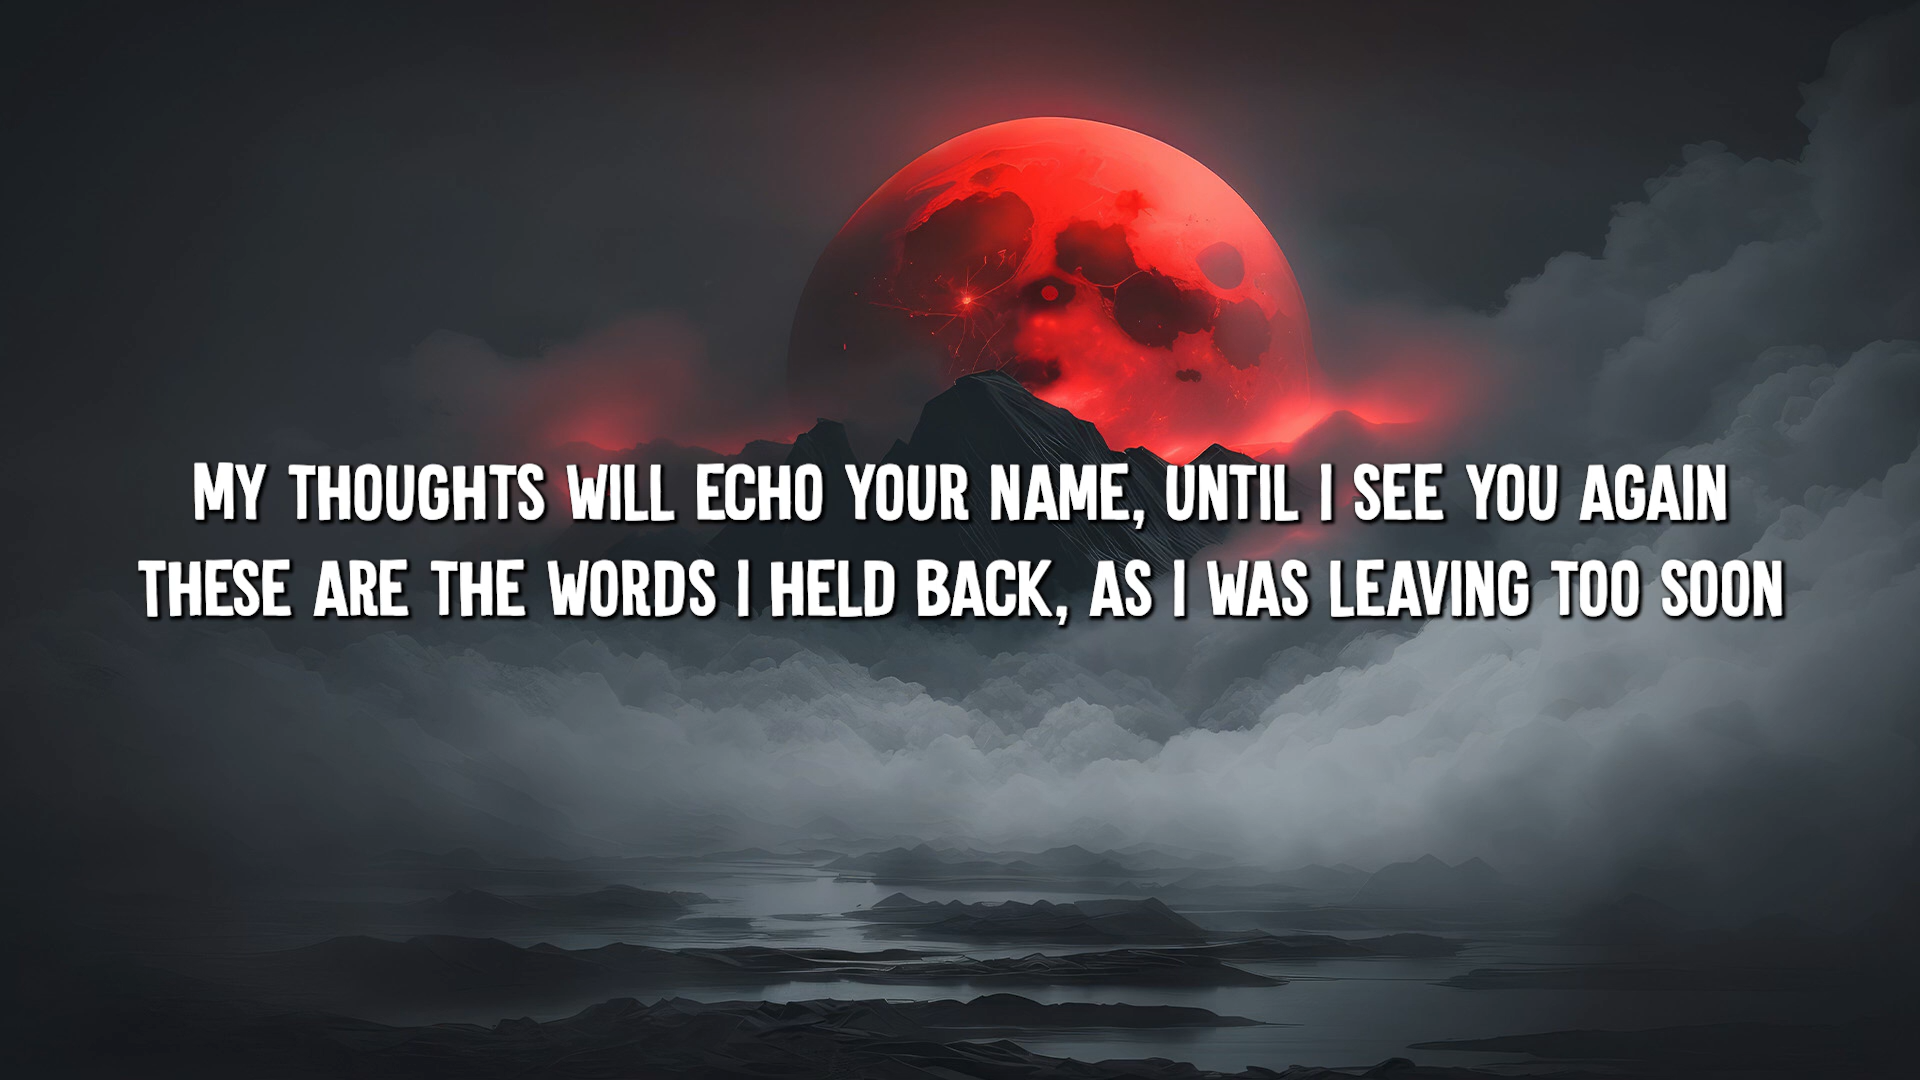 MY THOUGHTS WILL ECHO YOUR NAME, UNTIL I SEE YOU AGAIN
THESE ARE THE WORDS I HELD BACK, AS I WAS LEAVING TOO SOON